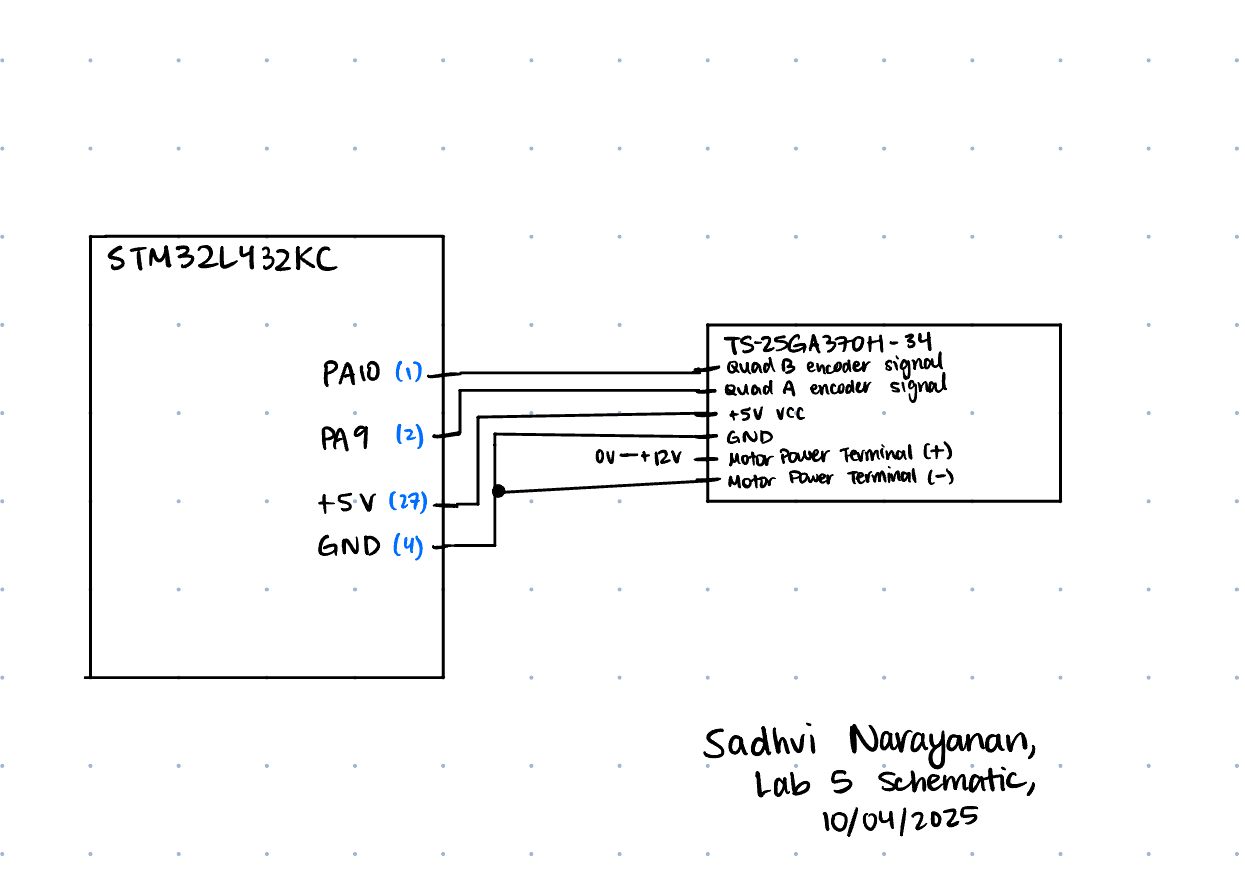 STM32L432KC
PA10 (1)
PA9 (2)
+5V (27)
GND (4)
TS-25GA370H-34
Quad B encoder signal
Quad A encoder signal
+5V VCC
GND
0V—+12V
Motor Power Terminal (+)
Motor Power Terminal (-)
Sadhvi Narayanan,
Lab 5 Schematic,
10/04/2025